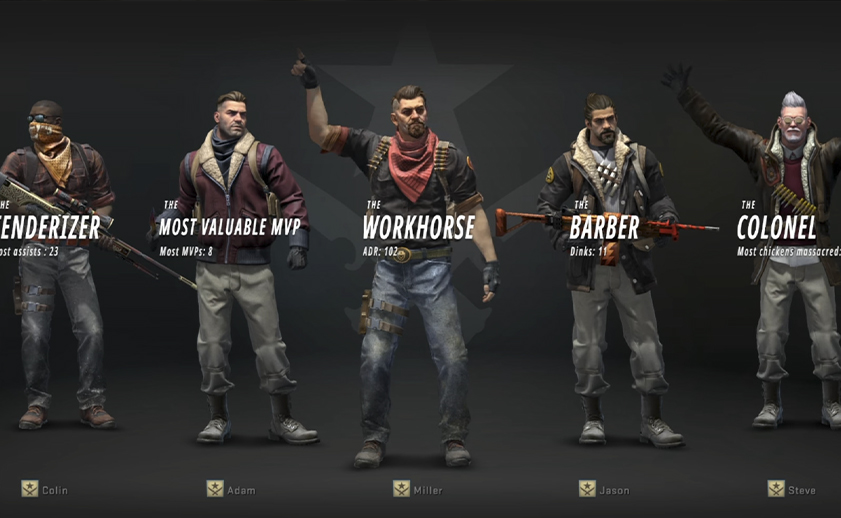 THE
ENDERIZER
ost assists : 23
THE
MOST VALUABLE MVP
Most MVPs: 8
THE
WORKHORSE
ADR: 102
THE
BARBER
Dinks: 11
THE
COLONEL
Most chickens massacred:
Colin
Adam
Miller
Jason
Steve